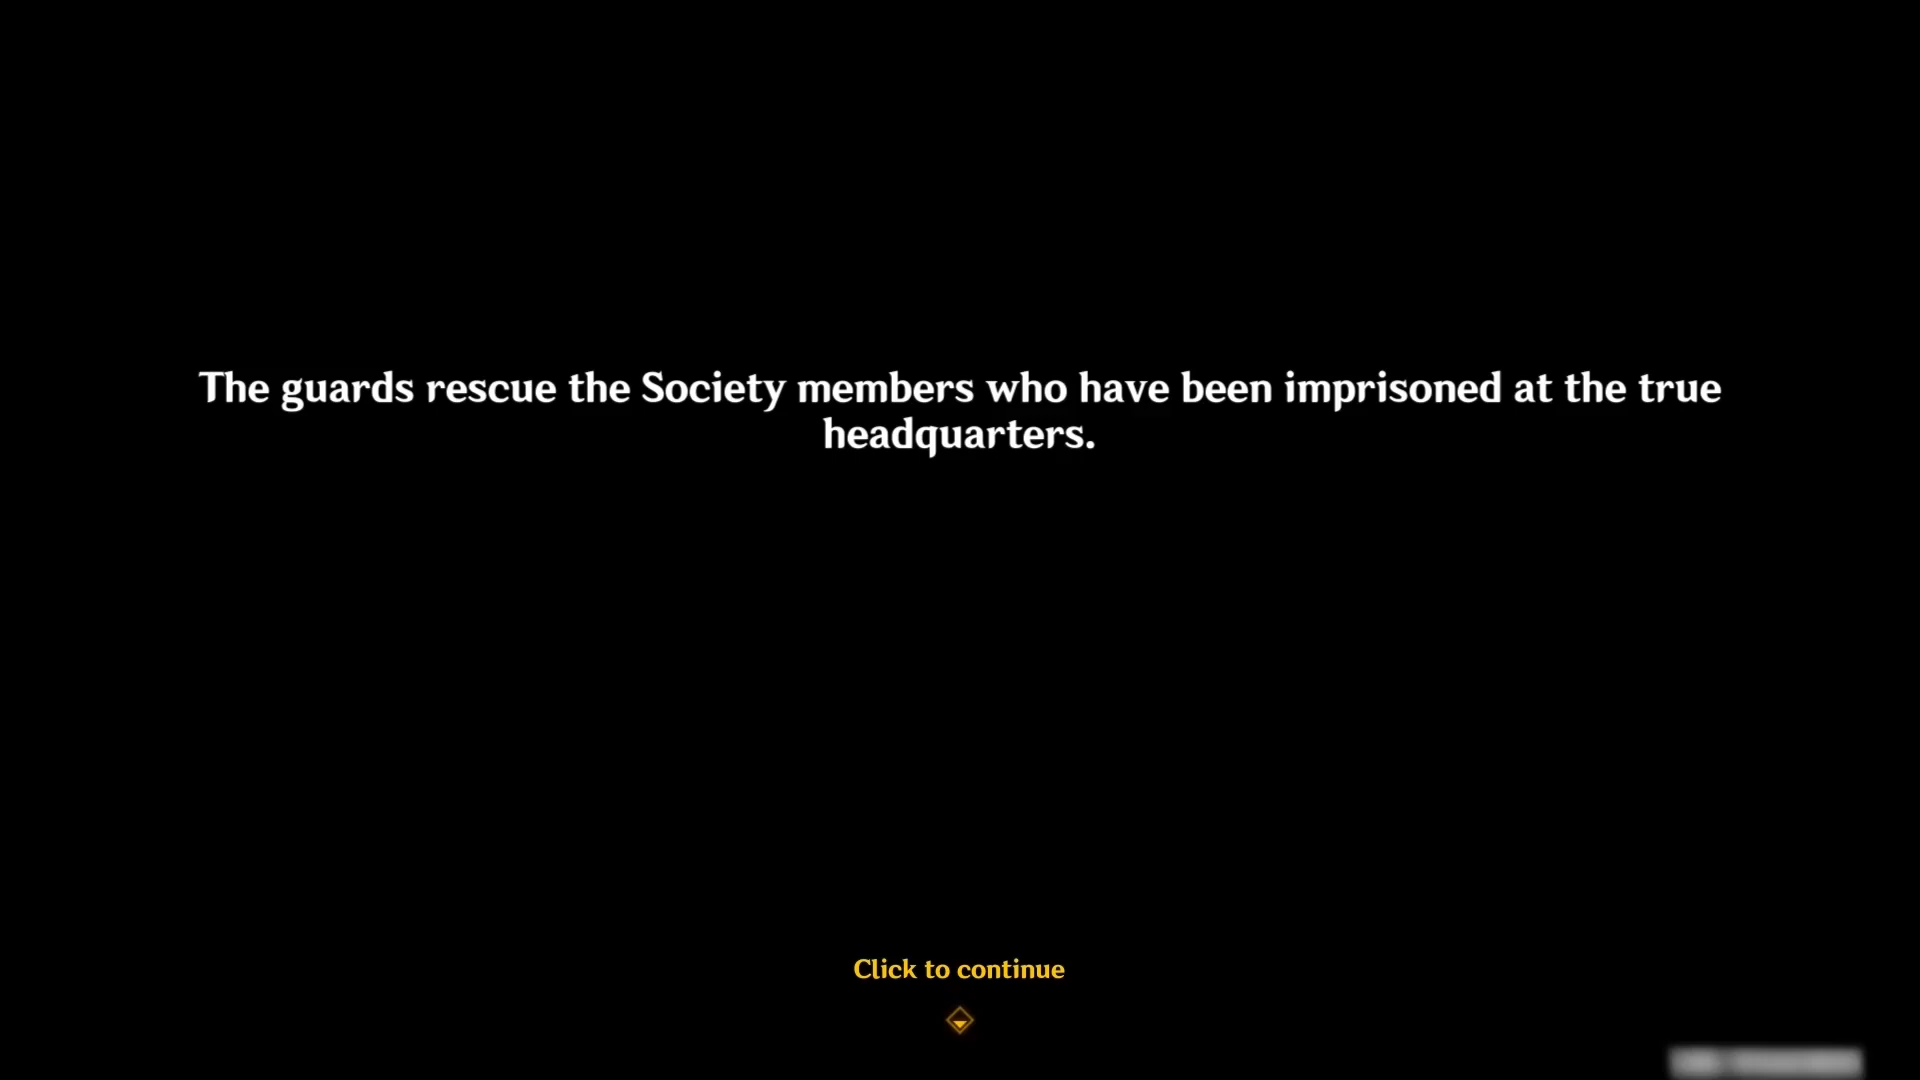 The guards rescue the Society members who have been imprisoned at the true
headquarters.
Click to continue